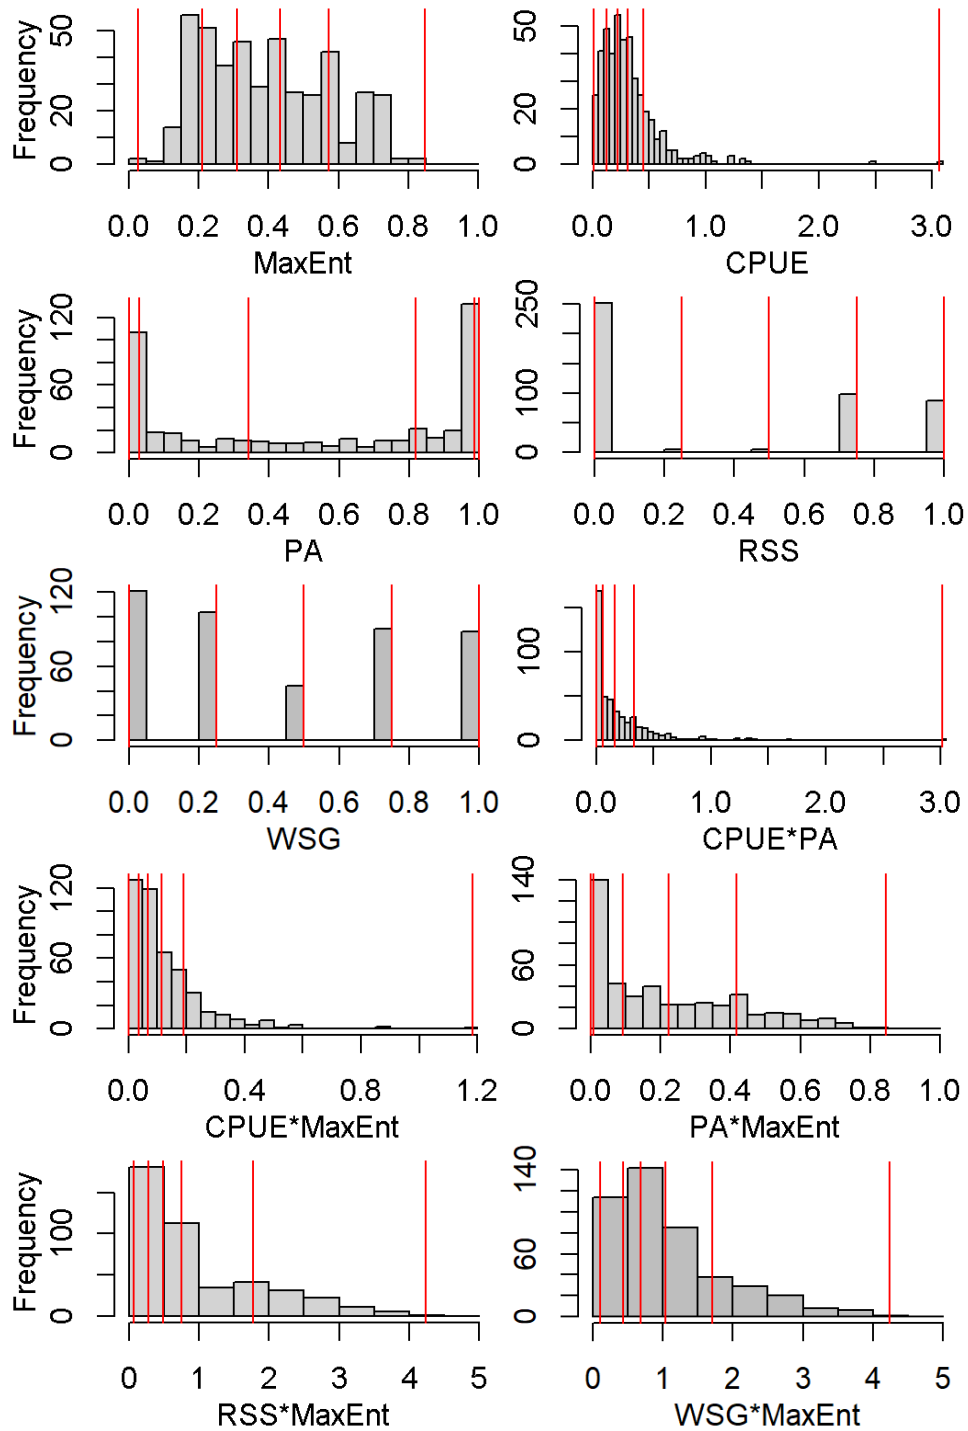 Frequency
0 20 50
0.0 0.2 0.4 0.6 0.8 1.0
MaxEnt
0 20 50
0.0 1.0 2.0 3.0
CPUE
Frequency
0 60 120
0.0 0.2 0.4 0.6 0.8 1.0
PA
0 100 250
0.0 0.2 0.4 0.6 0.8 1.0
RSS
Frequency
0 60 120
0.0 0.2 0.4 0.6 0.8 1.0
WSG
0 100
0.0 1.0 2.0 3.0
CPUE*PA
Frequency
0 60 120
0.0 0.4 0.8 1.2
CPUE*MaxEnt
0 60 140
0.0 0.2 0.4 0.6 0.8 1.0
PA*MaxEnt
Frequency
0 100
0 1 2 3 4 5
RSS*MaxEnt
0 60 140
0 1 2 3 4 5
WSG*MaxEnt